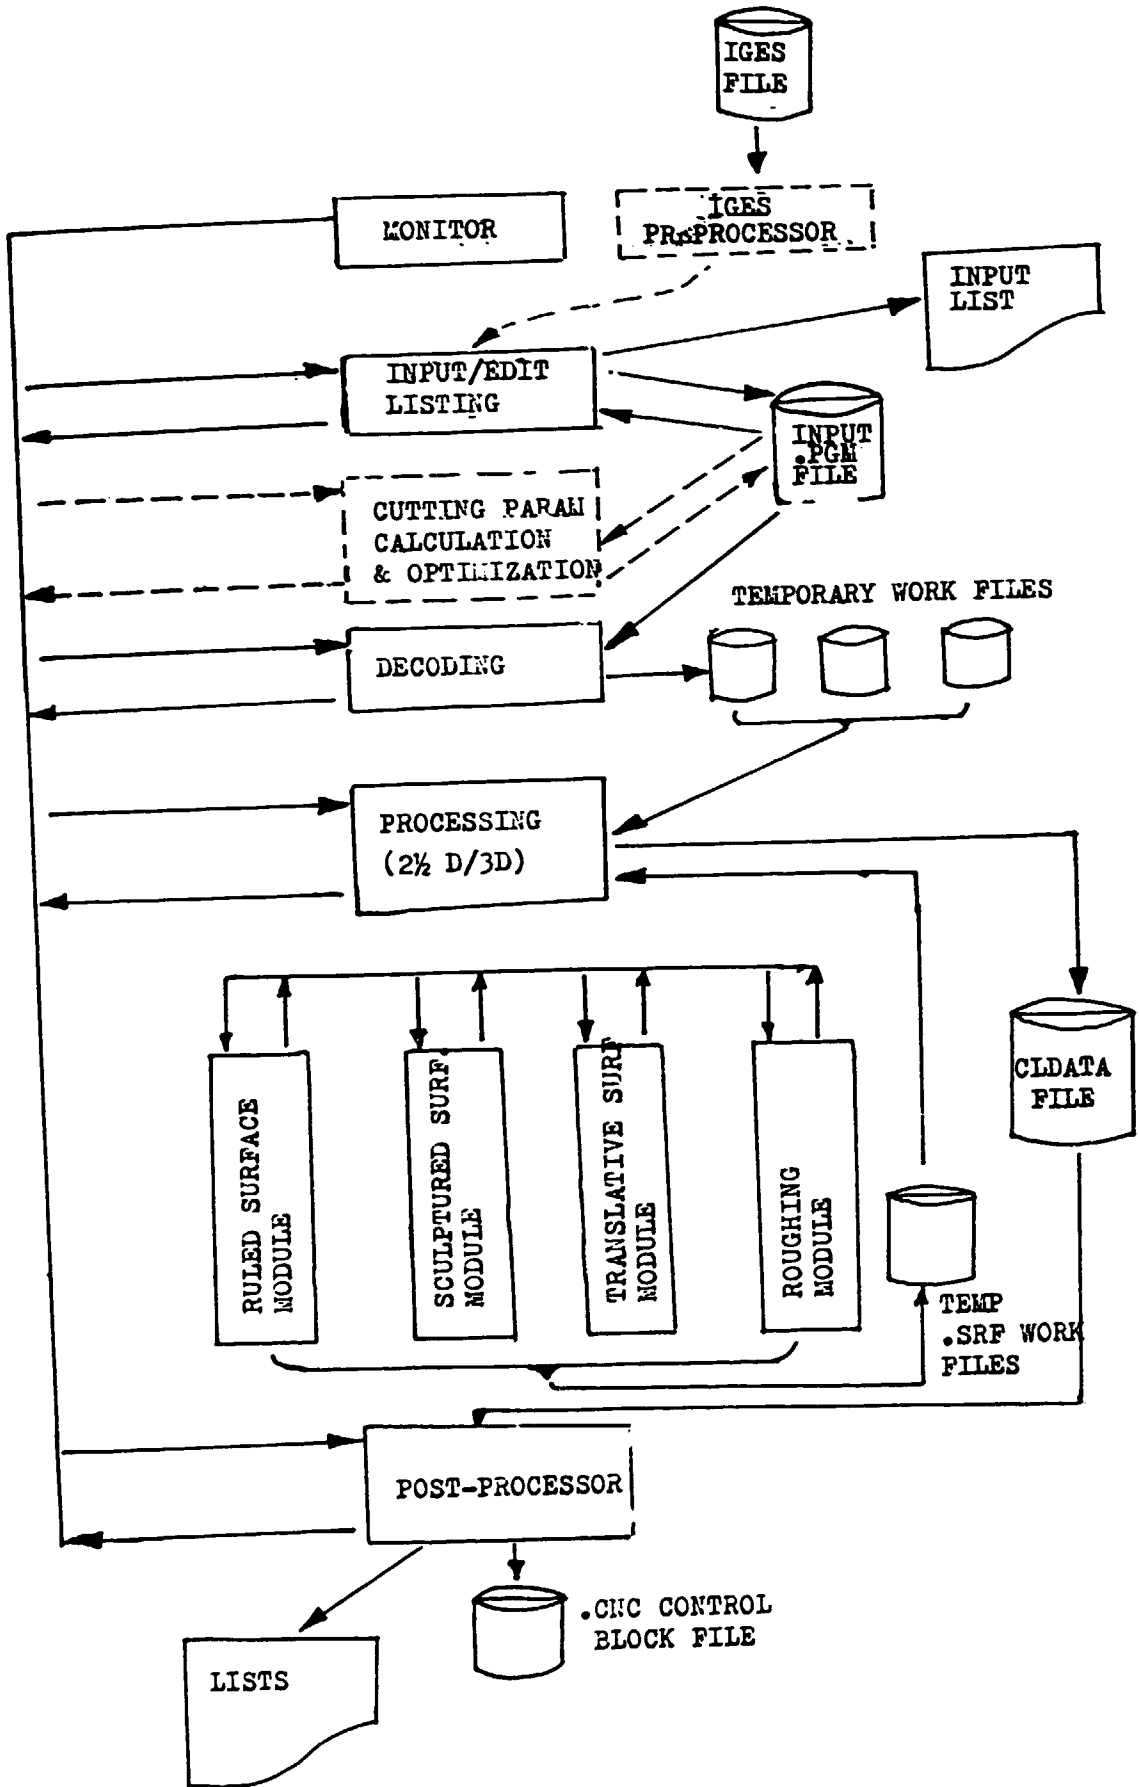 IGES
FILE
MONITOR
IGES
PREPROCESSOR
INPUT
LIST
INPUT/EDIT
LISTING
INPUT
.PGM
FILE
CUTTING PARAM
CALCULATION
& OPTIMIZATION
TEMPORARY WORK FILES
DECODING
PROCESSING
(2½ D/3D)
CLDATA
FILE
RULED SURFACE
MODULE
SCULPTURED SURF.
MODULE
TRANSLATIVE SURF
MODULE
ROUGHING
MODULE
TEMP
.SRF WORK
FILES
POST-PROCESSOR
.CNC CONTROL
BLOCK FILE
LISTS